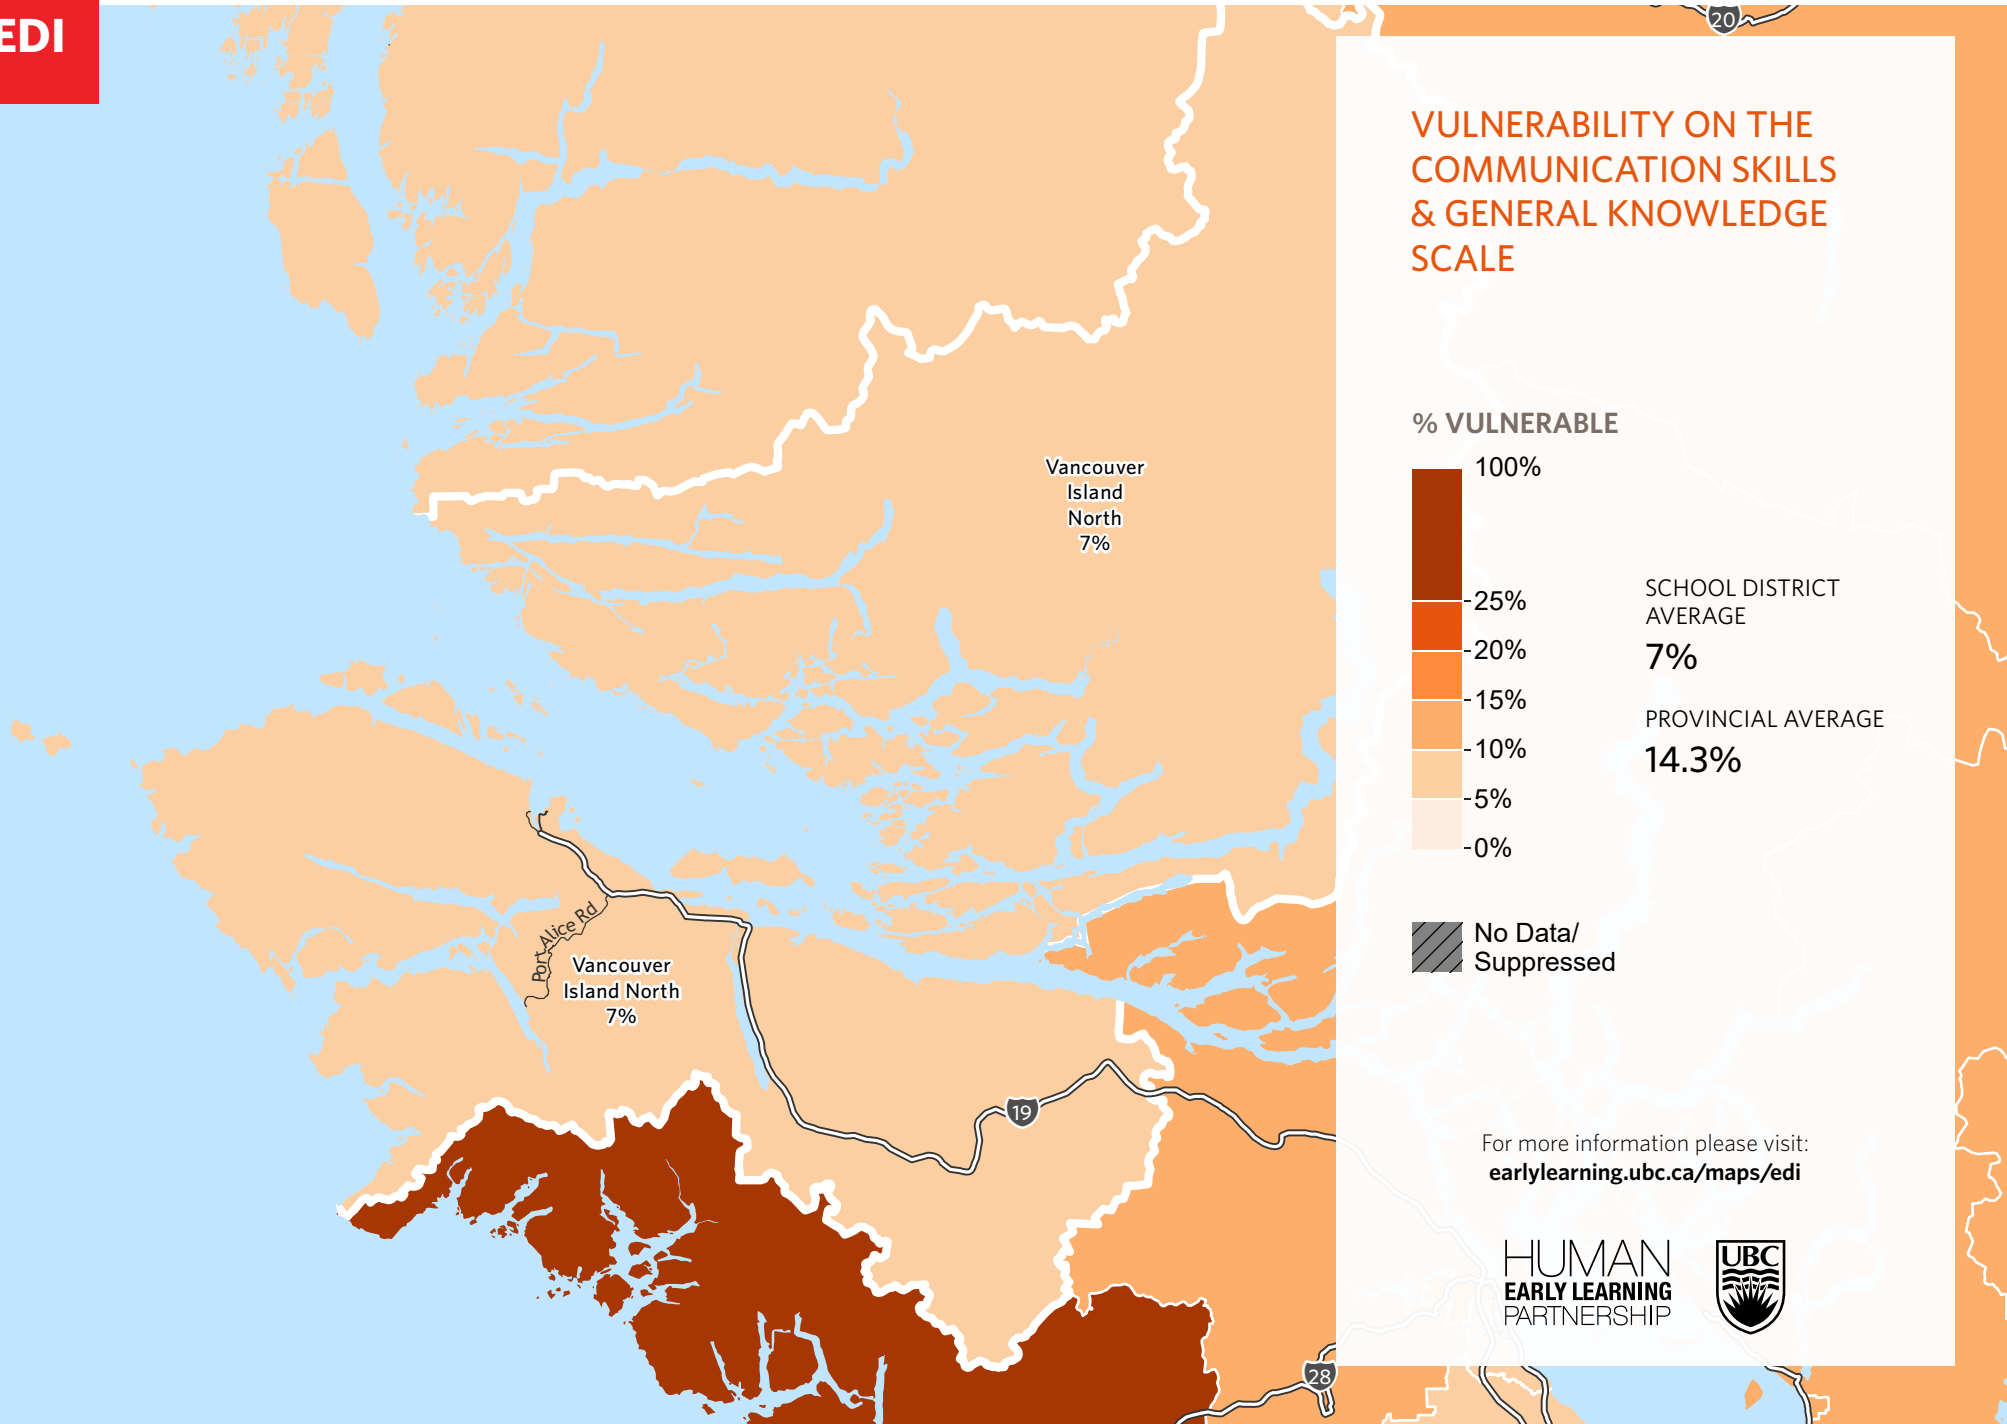 EDI
20
VULNERABILITY ON THE
COMMUNICATION SKILLS
& GENERAL KNOWLEDGE
SCALE
% VULNERABLE
100%
25%
20%
15%
10%
5%
0%
SCHOOL DISTRICT
AVERAGE
7%
PROVINCIAL AVERAGE
14.3%
No Data/
Suppressed
Vancouver
Island
North
7%
Port Alice Rd
Vancouver
Island North
7%
19
28
For more information please visit:
earlylearning.ubc.ca/maps/edi
HUMAN
EARLY LEARNING
PARTNERSHIP
UBC